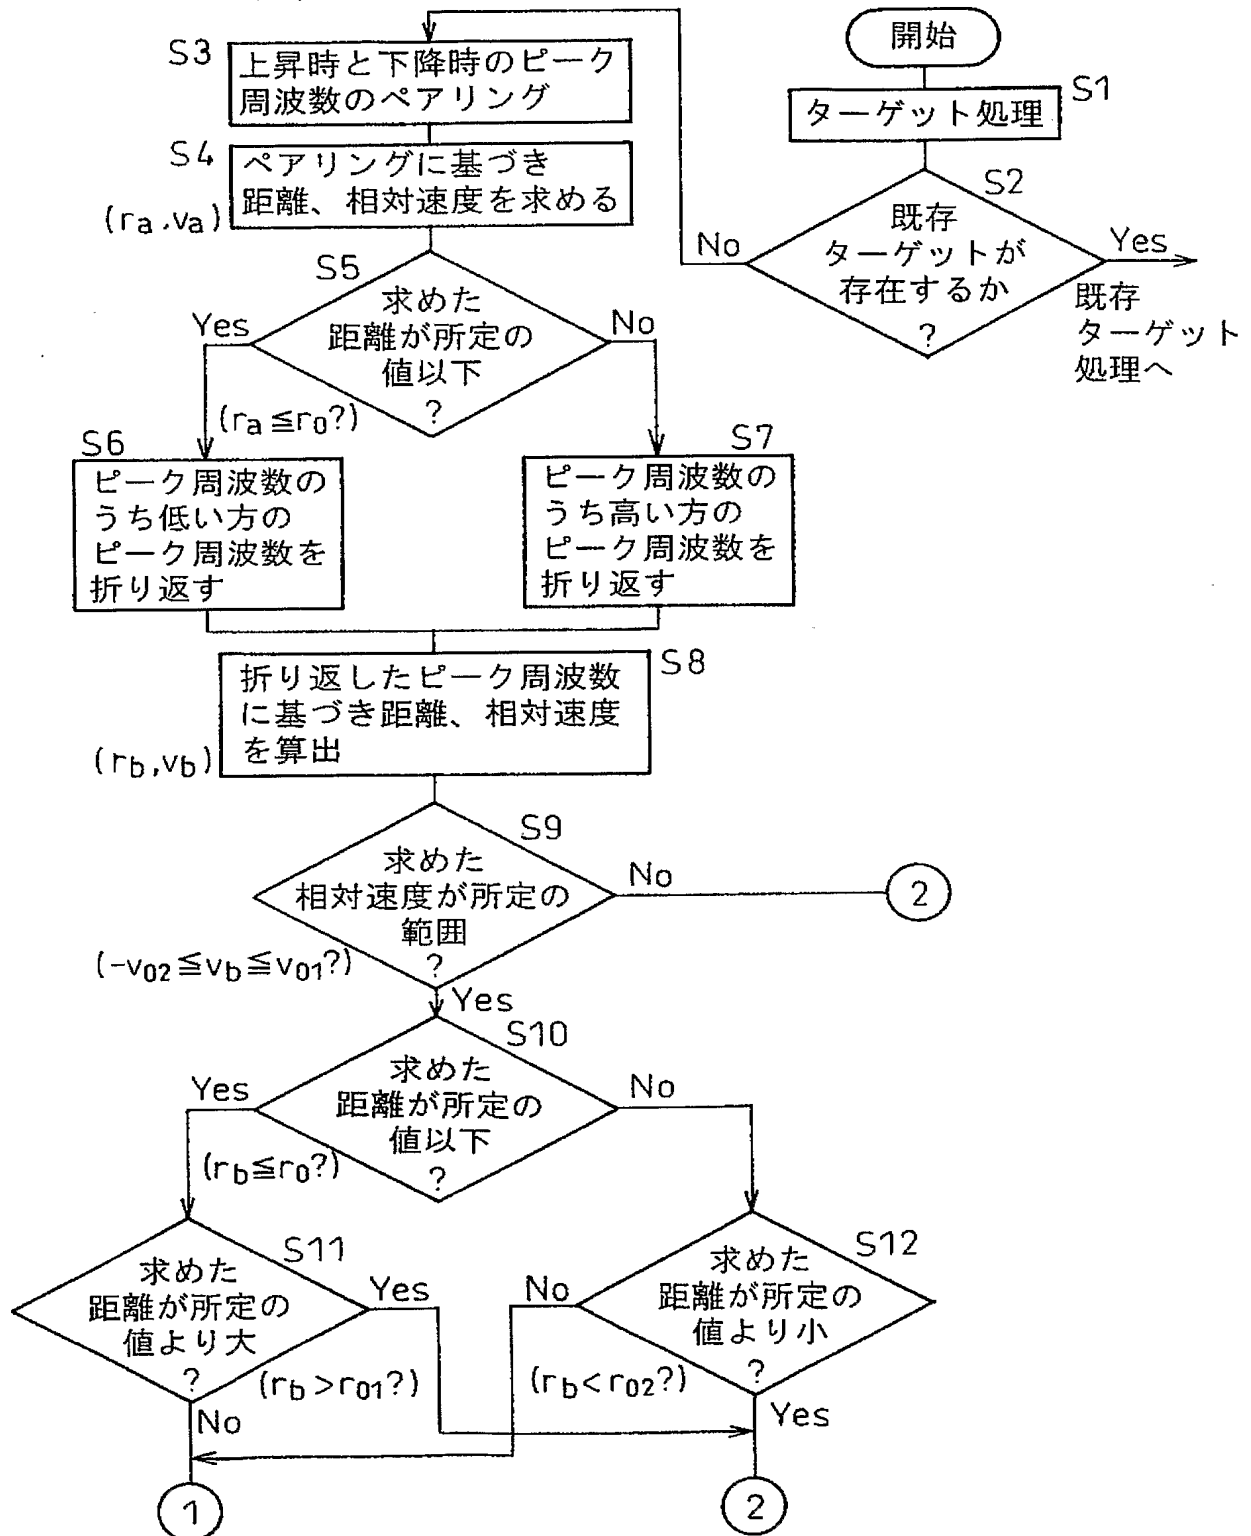 開始
S1
ターゲット処理
S2
既存
ターゲットが
存在するか
?
No
Yes
既存
ターゲット
処理へ
S3
上昇時と下降時のピーク
周波数のペアリング
S4
ペアリングに基づき
距離、相対速度を求める
(ra,va)
S5
求めた
距離が所定の
値以下
?
Yes
No
(ra≦r0?)
S6
ピーク周波数の
うち低い方の
ピーク周波数を
折り返す
S7
ピーク周波数の
うち高い方の
ピーク周波数を
折り返す
S8
折り返したピーク周波数
に基づき距離、相対速度
を算出
(rb,vb)
S9
求めた
相対速度が所定の
範囲
?
No
2
(-v02≦vb≦v01?)
Yes
S10
求めた
距離が所定の
値以下
?
Yes
No
(rb≦r0?)
S11
求めた
距離が所定の
値より大
?
Yes
(rb>r01?)
No
S12
求めた
距離が所定の
値より小
?
No
(rb<r02?)
Yes
1
2